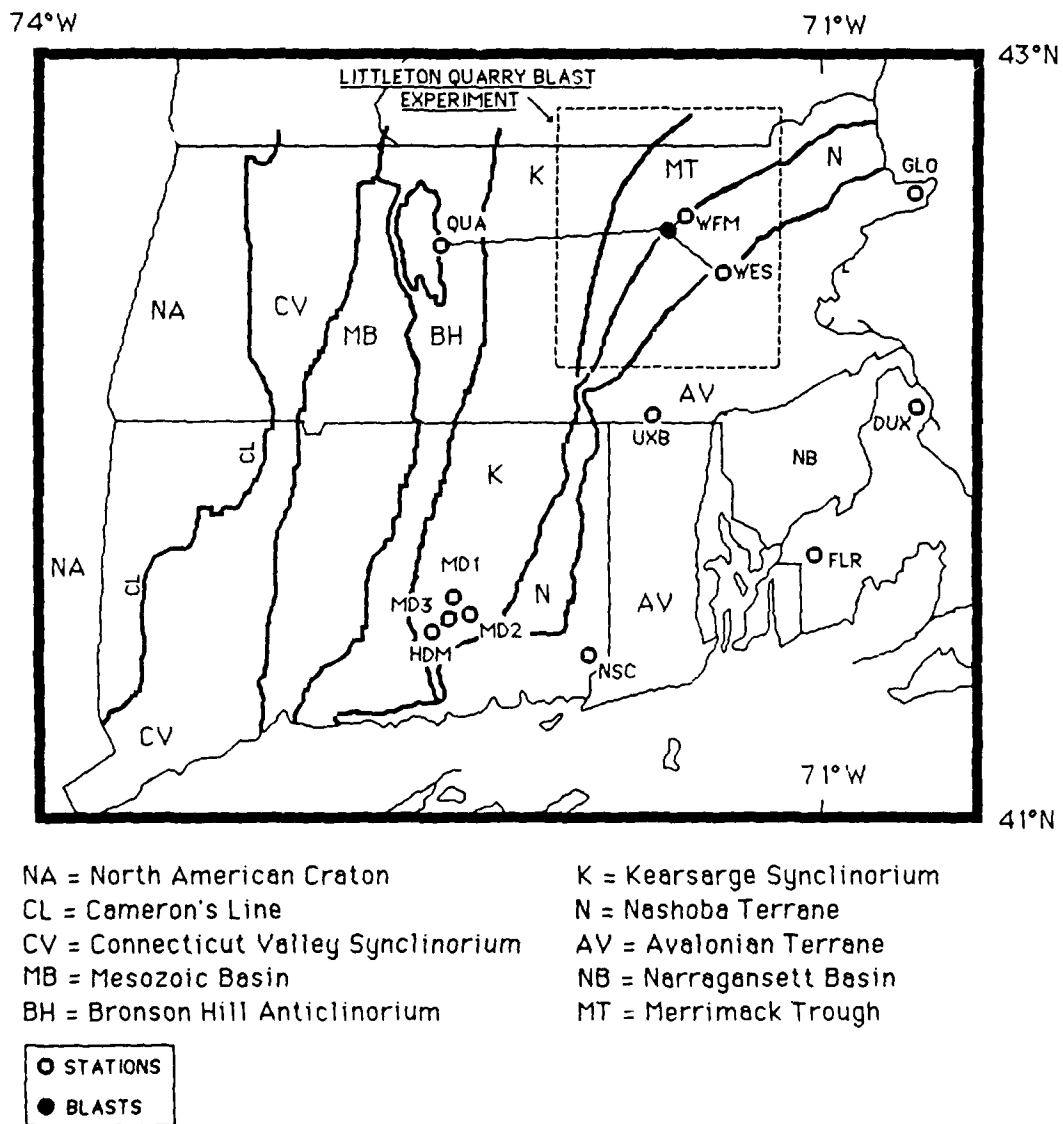 74°W
71°W
43°N
LITTLETON QUARRY BLAST
EXPERIMENT
K
MT
N
GLO
QUA
WFM
WES
NA
CV
MB
BH
AV
UXB
DUX
CL
NB
K
NA
CL
MD1
FLR
MD3
N
AV
MD2
HDM
NSC
CV
71°W
41°N
NA = North American Craton
CL = Cameron's Line
CV = Connecticut Valley Synclinorium
MB = Mesozoic Basin
BH = Bronson Hill Anticlinorium
K = Kearsarge Synclinorium
N = Nashoba Terrane
AV = Avalonian Terrane
NB = Narragansett Basin
MT = Merrimack Trough
STATIONS
BLASTS